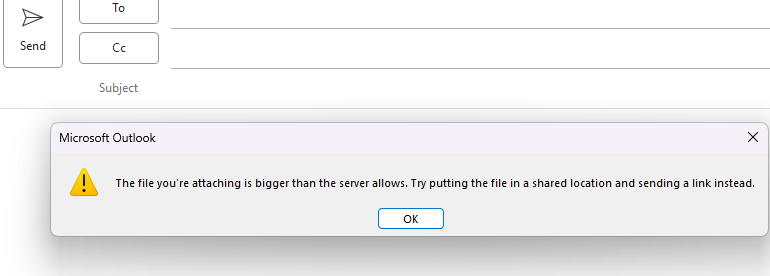 To
Send
Cc
Subject
Microsoft Outlook
The file you're attaching is bigger than the server allows. Try putting the file in a shared location and sending a link instead.
OK